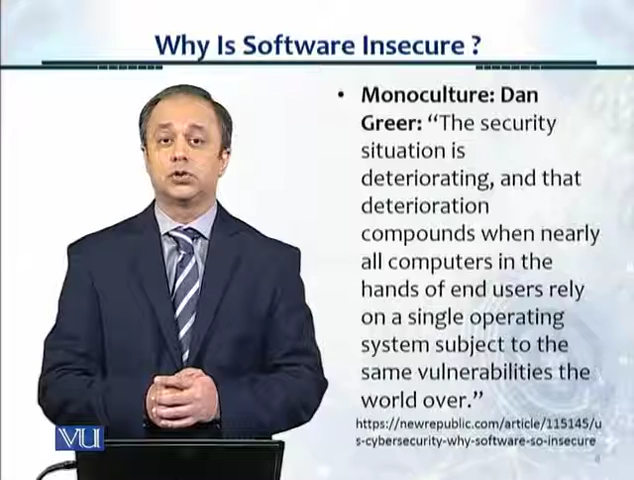 Why Is Software Insecure ?
• Monoculture: Dan
Greer: “The security
situation is
deteriorating, and that
deterioration
compounds when nearly
all computers in the
hands of end users rely
on a single operating
system subject to the
same vulnerabilities the
world over.”
https://newrepublic.com/article/115145/u
s-cybersecurity-why-software-so-insecure
VU